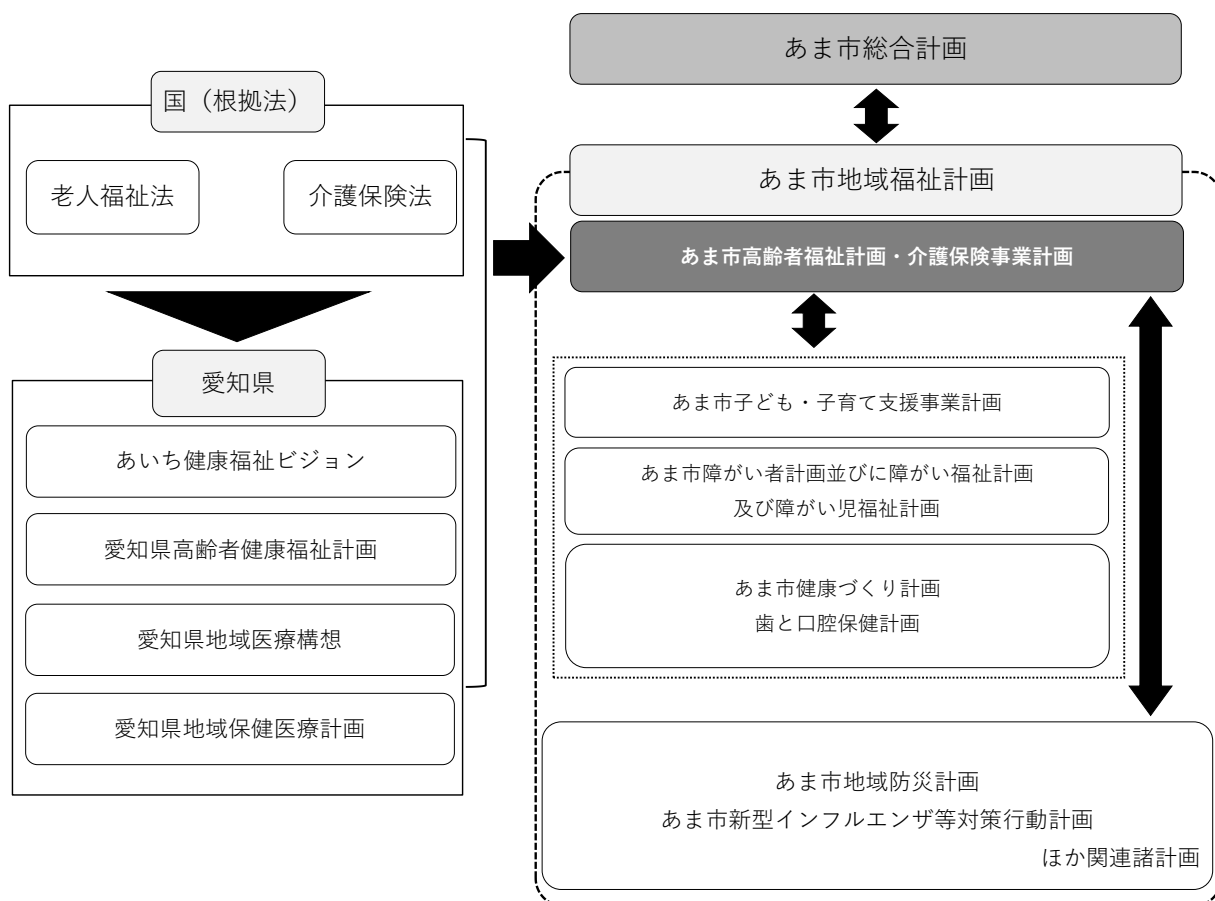 国（根拠法）
老人福祉法
介護保険法
愛知県
あいち健康福祉ビジョン
愛知県高齢者健康福祉計画
愛知県地域医療構想
愛知県地域保健医療計画
あま市総合計画
あま市地域福祉計画
あま市高齢者福祉計画・介護保険事業計画
あま市子ども・子育て支援事業計画
あま市障がい者計画並びに障がい福祉計画
及び障がい児福祉計画
あま市健康づくり計画
歯と口腔保健計画
あま市地域防災計画
あま市新型インフルエンザ等対策行動計画
ほか関連諸計画